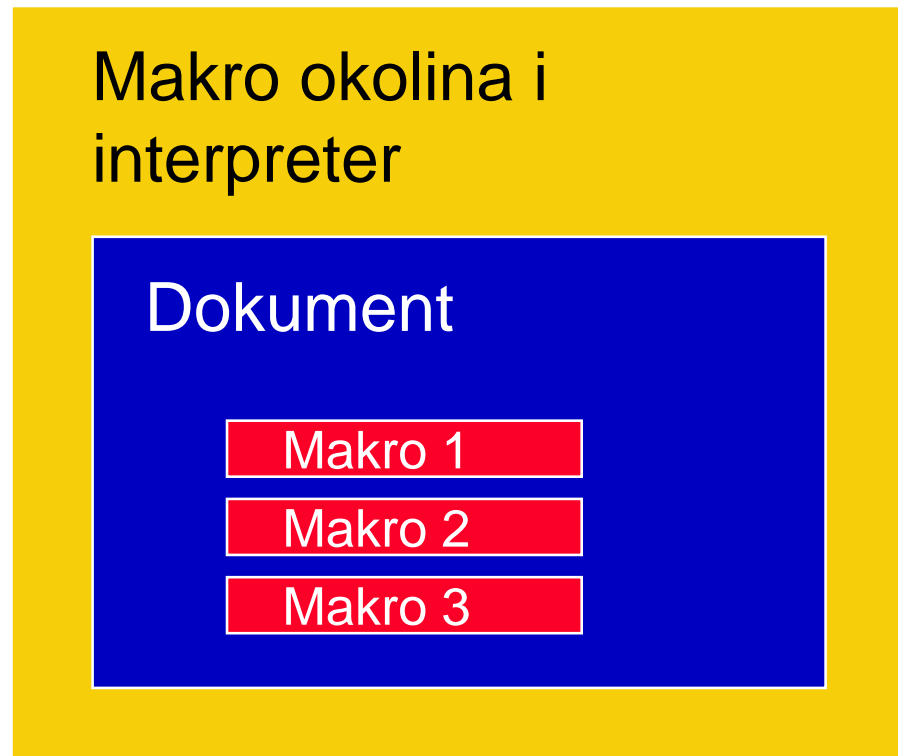 Makro okolina i
interpreter
Dokument
Makro 1
Makro 2
Makro 3